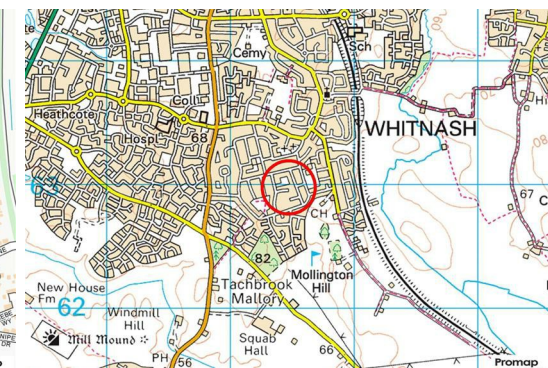 Cemy
Sch
Coll
Heathcote
Hospl
68
WHITNASH
63
67
CH
82
Mollington
Hill
New House
Fm
Tachbrook
Mallory
62
Windmill
Hill
Mill Mound
Squab
Hall
PH
56
66
Promap